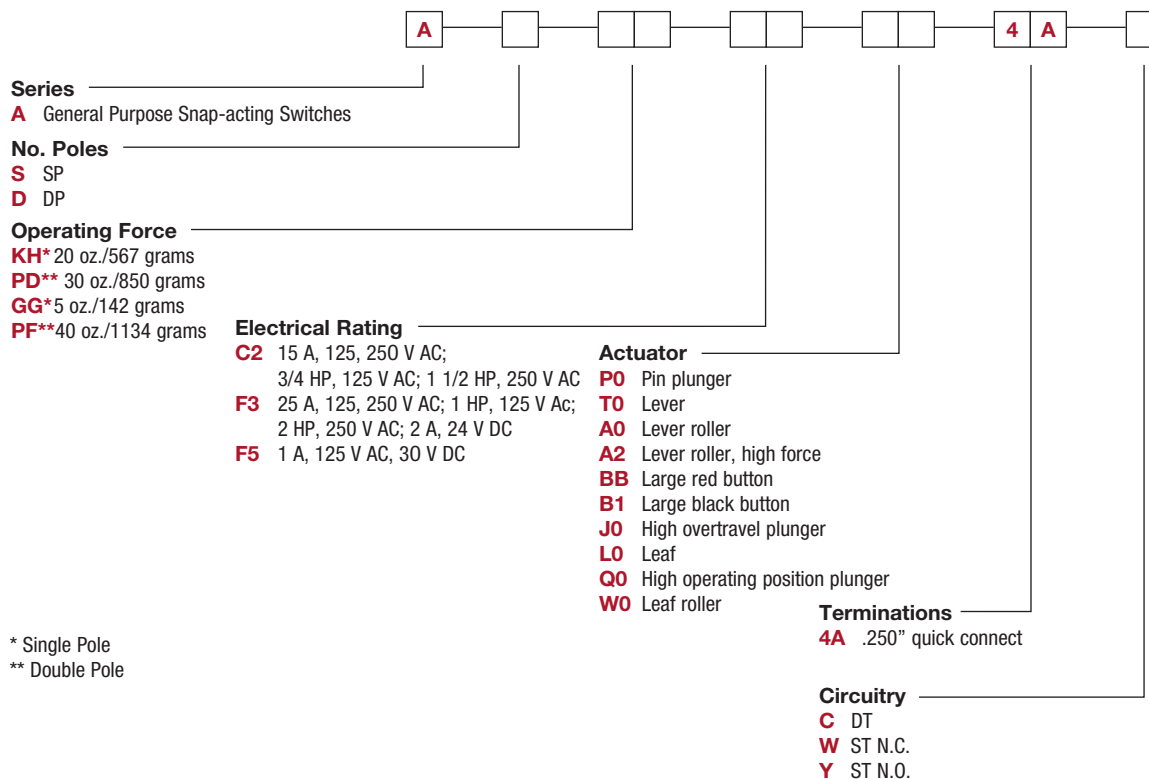 A 4 A
Series
A General Purpose Snap-acting Switches
No. Poles
S SP
D DP
Operating Force
KH* 20 oz./567 grams
PD** 30 oz./850 grams
GG* 5 oz./142 grams
PF** 40 oz./1134 grams
Electrical Rating
C2 15 A, 125, 250 V AC;
3/4 HP, 125 V AC; 1 1/2 HP, 250 V AC
F3 25 A, 125, 250 V AC; 1 HP, 125 V Ac;
2 HP, 250 V AC; 2 A, 24 V DC
F5 1 A, 125 V AC, 30 V DC
Actuator
P0 Pin plunger
T0 Lever
A0 Lever roller
A2 Lever roller, high force
BB Large red button
B1 Large black button
J0 High overtravel plunger
L0 Leaf
Q0 High operating position plunger
W0 Leaf roller
Terminations
4A .250” quick connect
* Single Pole
** Double Pole
Circuitry
C DT
W ST N.C.
Y ST N.O.